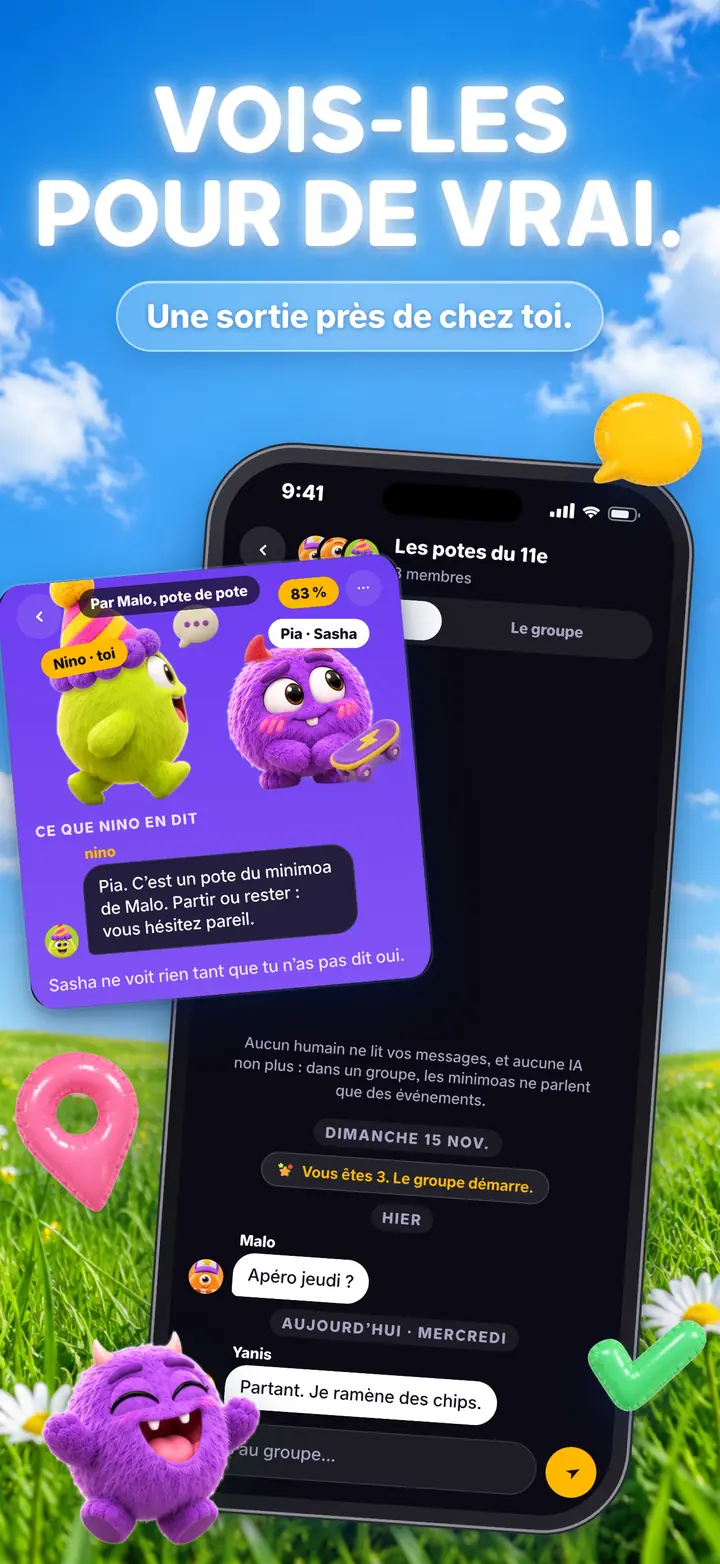 VOIS-LES
POUR DE VRAI.
Une sortie près de chez toi.
9:41
Les potes du 11e
3 membres
Le groupe
Par Malo, pote de pote
83 %
Nino · toi
Pia · Sasha
CE QUE NINO EN DIT
nino
Pia. C’est un pote du minimoa
de Malo. Partir ou rester :
vous hésitez pareil.
Sasha ne voit rien tant que tu n’as pas dit oui.
Aucun humain ne lit vos messages, et aucune IA
non plus : dans un groupe, les minimoas ne parlent
que des événements.
DIMANCHE 15 NOV.
Vous êtes 3. Le groupe démarre.
HIER
Malo
Apéro jeudi ?
AUJOURD’HUI · MERCREDI
Yanis
Partant. Je ramène des chips.
au groupe...